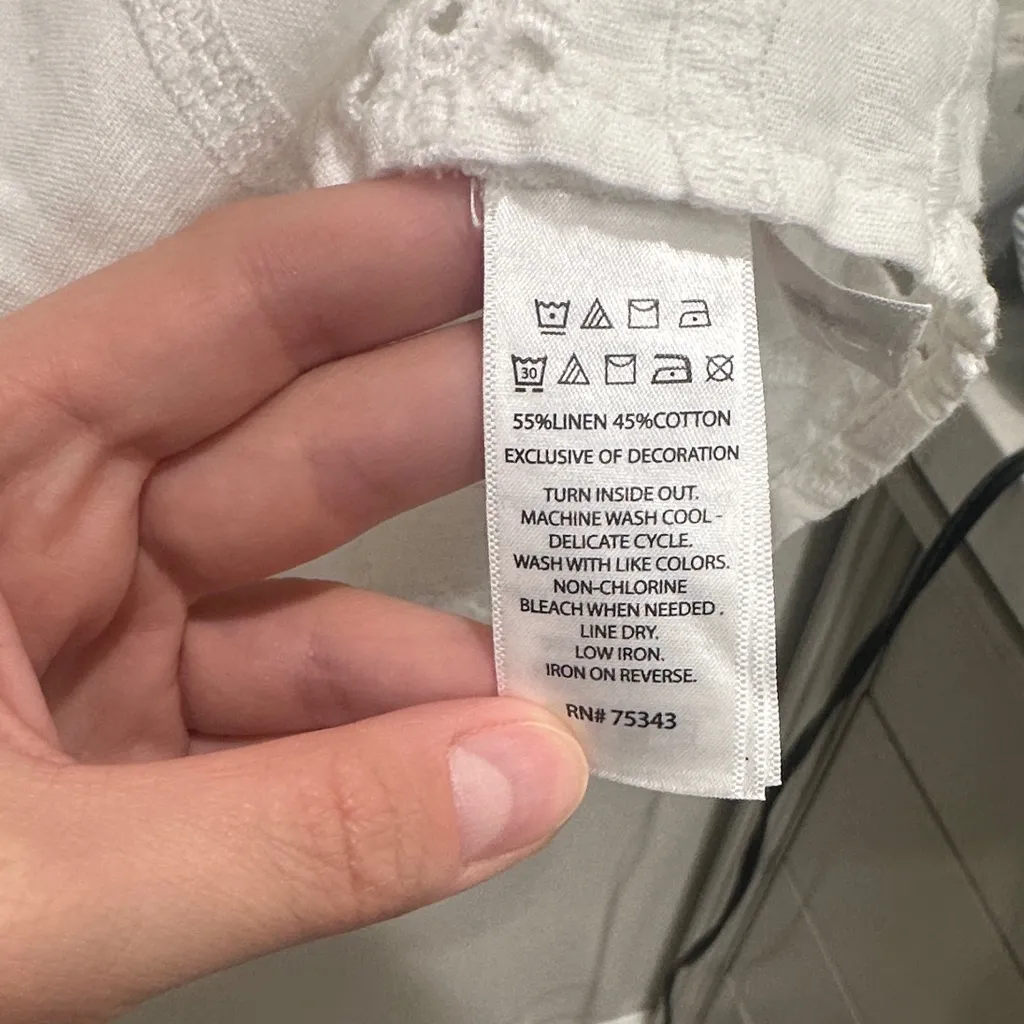 30
55%LINEN 45%COTTON
EXCLUSIVE OF DECORATION
TURN INSIDE OUT.
MACHINE WASH COOL -
DELICATE CYCLE.
WASH WITH LIKE COLORS.
NON-CHLORINE
BLEACH WHEN NEEDED .
LINE DRY.
LOW IRON.
IRON ON REVERSE.
RN# 75343